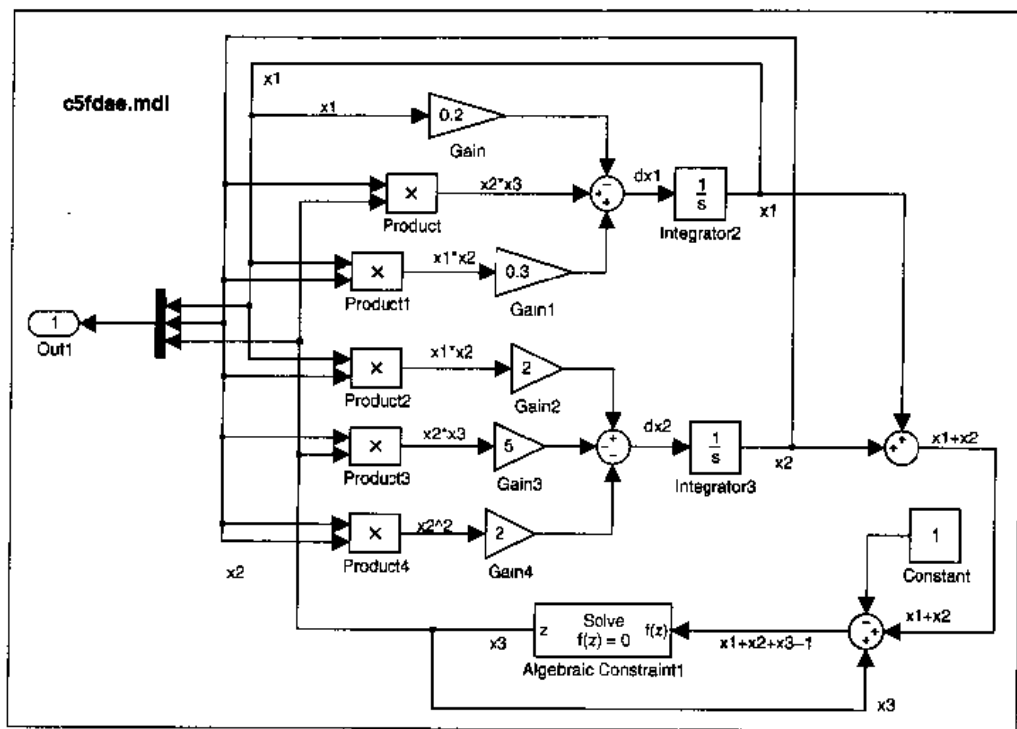 x1
c5fdae.mdl
x1
0.2
Gain
−
x2*x3
+
+
dx1
1
s
x1
×
Product
Integrator2
x1*x2
0.3
×
Product1
Gain1
1
Out1
x1*x2
2
×
Product2
Gain2
x2*x3
5
×
Product3
Gain3
+
−
−
dx2
1
s
x2
Integrator3
+
+
x1+x2
x2^2
2
×
Product4
Gain4
x2
1
Constant
x3
z
Solve
f(z) = 0
f(z)
Algebraic Constraint1
x1+x2+x3−1
−
+
+
x1+x2
x3